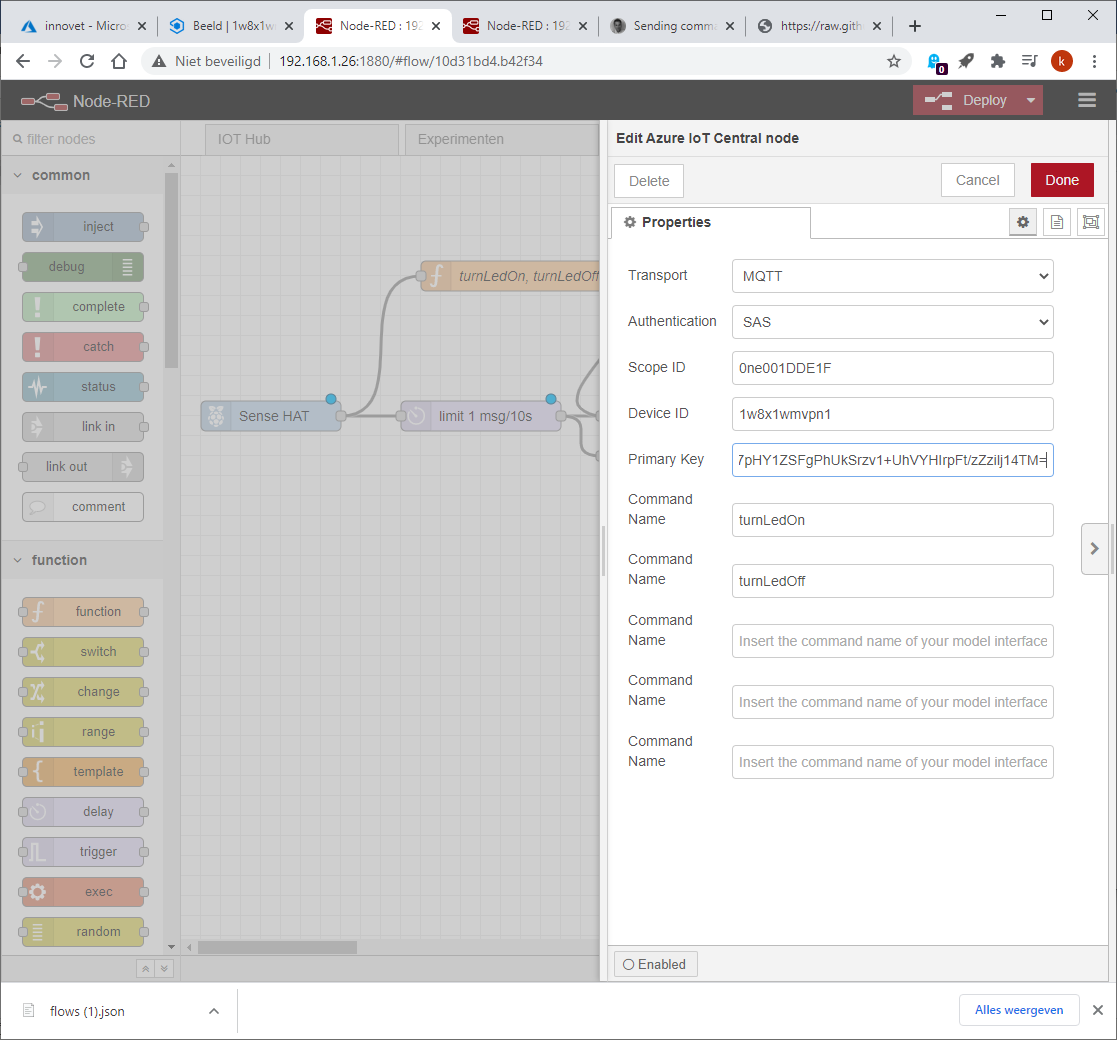 innovet - Micros
Beeld | 1w8x1w
Node-RED : 192
Node-RED : 192
Sending comma
https://raw.gith
Niet beveiligd
192.168.1.26:1880/#flow/10d31bd4.b42f34
0
k
Node-RED
Deploy
filter nodes
IOT Hub
Experimenten
common
inject
debug
complete
catch
status
link in
link out
comment
function
function
switch
change
range
template
delay
trigger
exec
random
turnLedOn, turnLedOff
Sense HAT
limit 1 msg/10s
Edit Azure IoT Central node
Delete
Cancel
Done
Properties
Transport
MQTT
Authentication
SAS
Scope ID
0ne001DDE1F
Device ID
1w8x1wmvpn1
Primary Key
7pHY1ZSFgPhUkSrzv1+UhVYHIrpFt/zZzilj14TM=
Command
Name
turnLedOn
Command
Name
turnLedOff
Command
Name
Insert the command name of your model interface
Command
Name
Insert the command name of your model interface
Command
Name
Insert the command name of your model interface
Enabled
flows (1).json
Alles weergeven